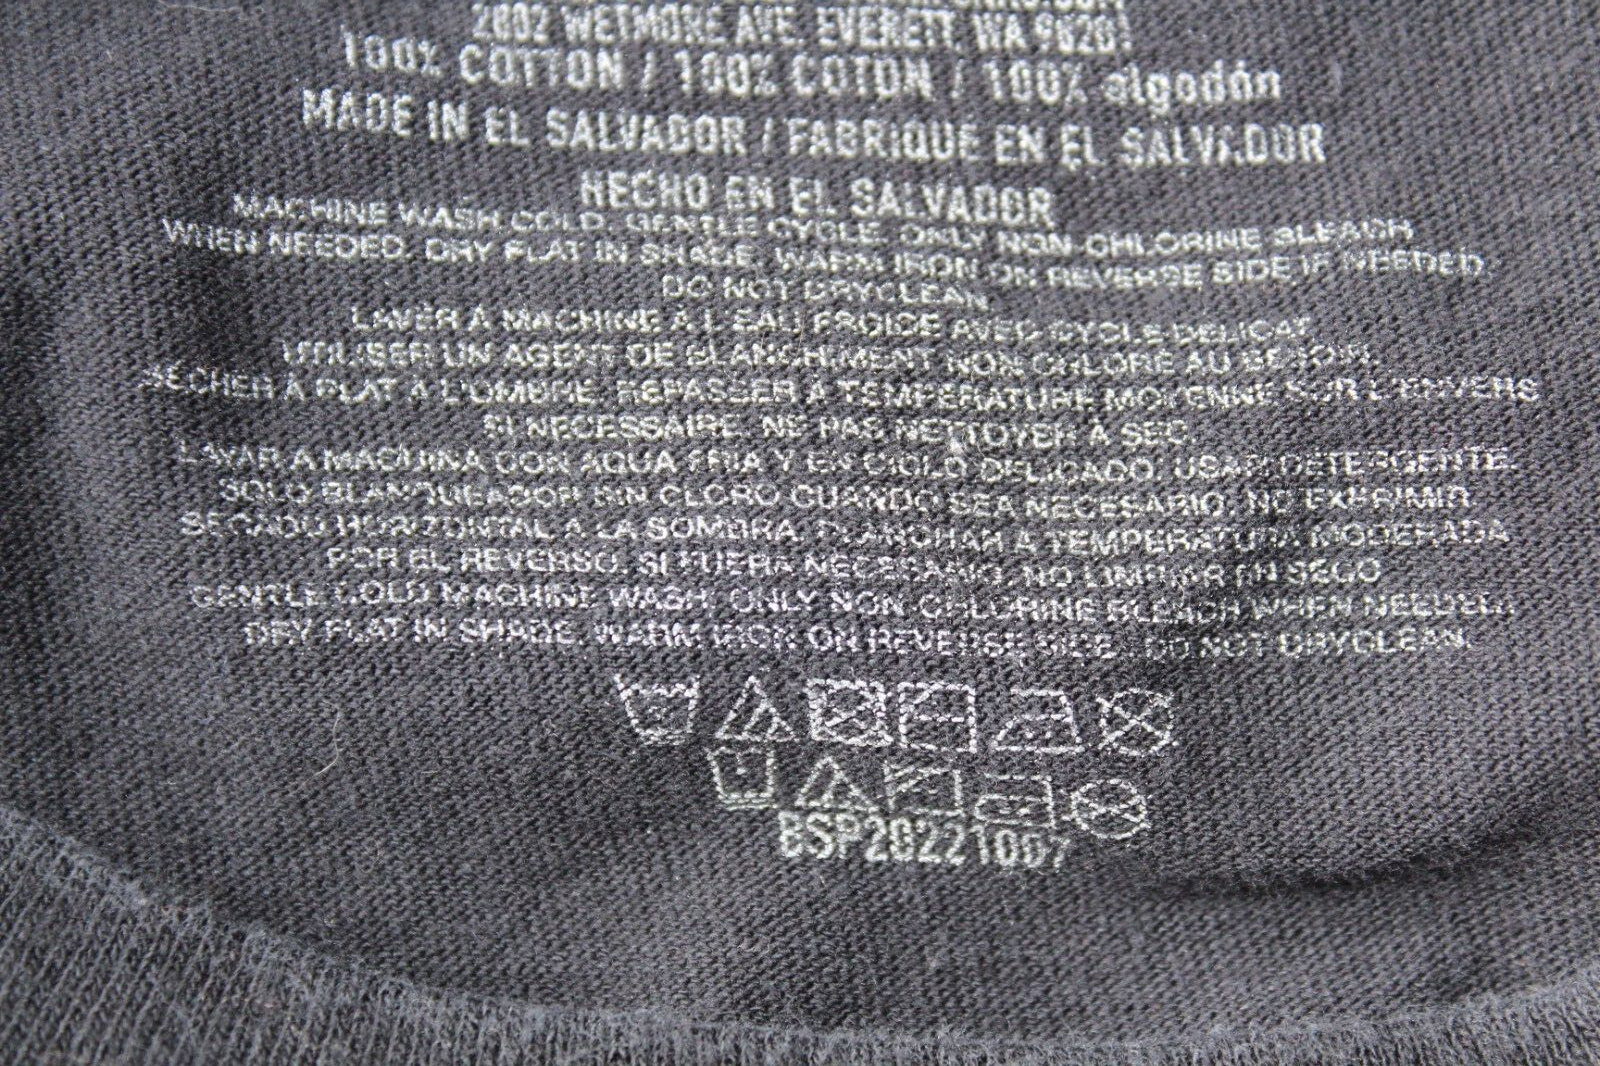 2002 WETMORE AVE. EVERETT, WA 98201
100% COTTON / 100% COTON / 100% algodón
MADE IN EL SALVADOR / FABRIQUE EN EL SALVADOR
HECHO EN EL SALVADOR
MACHINE WASH COLD, GENTLE CYCLE, ONLY NON-CHLORINE BLEACH
WHEN NEEDED. DRY FLAT IN SHADE, WARM IRON ON REVERSE SIDE IF NEEDED.
DO NOT DRYCLEAN.
LAVER A MACHINE À L'EAU FROIDE AVEC CYCLE DELICAT
UTILISER UN AGENT DE BLANCHIMENT NON CHLORÉ AU BESOIN
SÉCHER À PLAT À L'OMBRE, REPASSER À TEMPÉRATURE MOYENNE SUR L'ENVERS
SI NECESSAIRE. NE PAS NETTOYER À SEC.
LAVAR A MAQUINA CON AQUA FRIA Y EN CICLO DELICADO. USAR DETERGENTE.
SOLO BLANQUEADOR SIN CLORO CUANDO SEA NECESARIO, NO EXPRIMIR
SECADO HORIZONTAL A LA SOMBRA. PLANCHAR A TEMPERATURA MODERADA
POR EL REVERSO, SI FUERA NECESARIO, NO LIMPIAR EN SECO
GENTLE COLD MACHINE WASH, ONLY NON-CHLORINE BLEACH WHEN NEEDED,
DRY FLAT IN SHADE, WARM IRON ON REVERSE SIDE, DO NOT DRYCLEAN.
BSP20221007